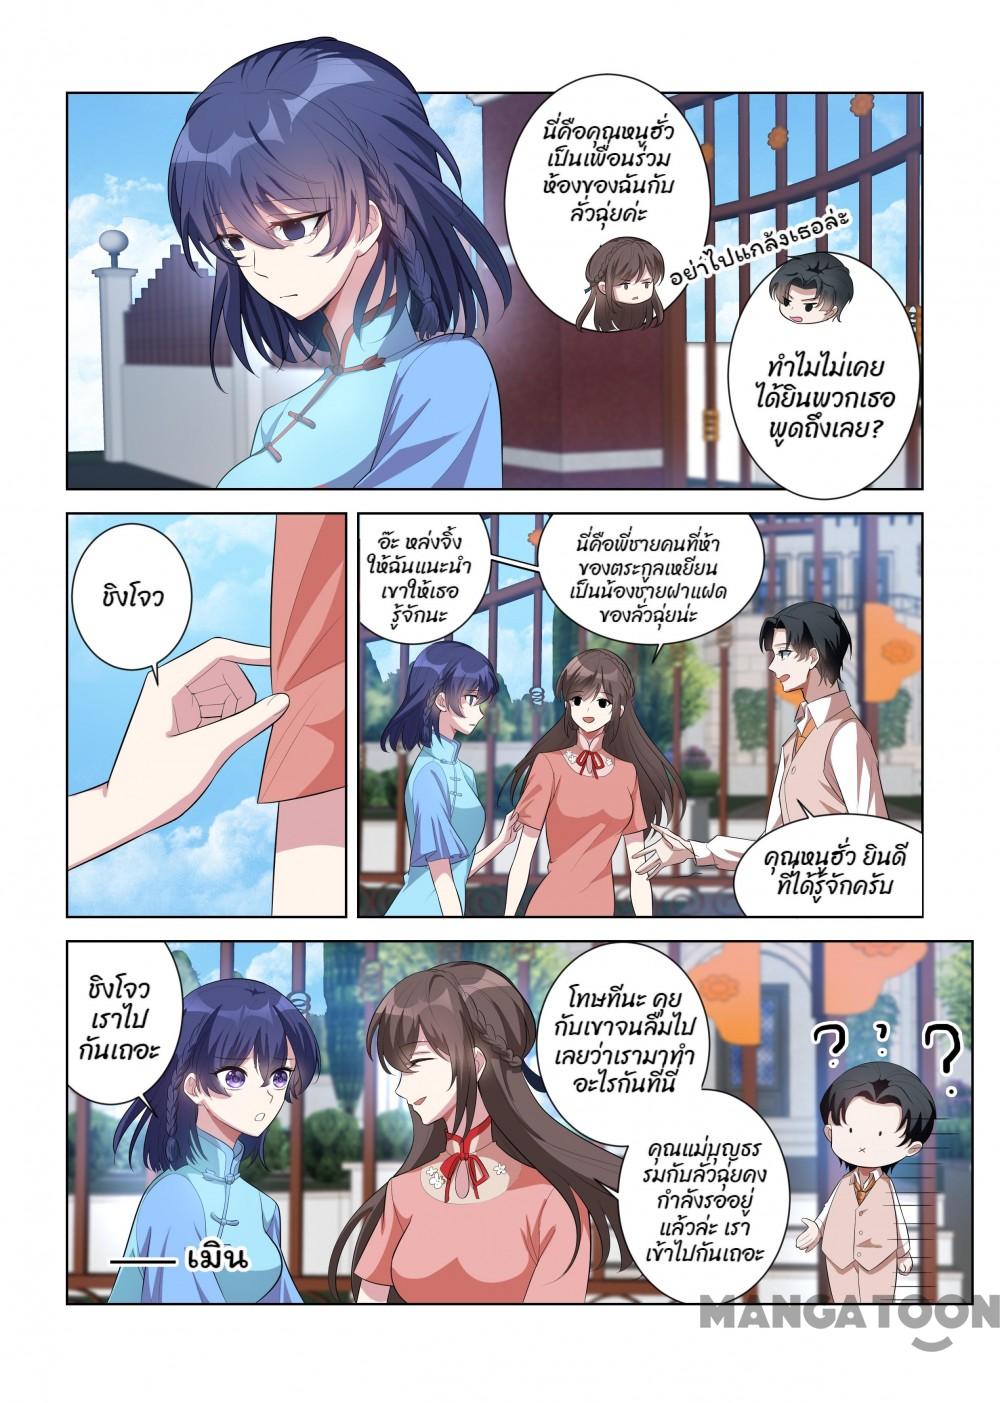 นี่คือคุณหนูฮั่ว
เป็นเพื่อนร่วม
ห้องของฉันกับ
ลั่วฉุ่ยค่ะ
อย่าไปแกล้งเธอล่ะ
ทำไมไม่เคย
ได้ยินพวกเธอ
พูดถึงเลย?
ชิงโจว
อ๊ะ หล่งจิ้ง
ให้ฉันแนะนำ
เขาให้เธอ
รู้จักนะ
นี่คือพี่ชายคนที่ห้า
ของตระกูลเหยียน
เป็นน้องชายฝาแฝด
ของลั่วฉุ่ยน่ะ
คุณหนูฮั่ว ยินดี
ที่ได้รู้จักครับ
ชิงโจว
เราไป
กันเถอะ
โทษทีนะ คุย
กับเขาจนลืมไป
เลยว่าเรามาทำ
อะไรกันที่นี่
? ; ?
คุณแม่บุญธร
รมกับลั่วฉุ่ยคง
กำลังรออยู่
แล้วล่ะ เรา
เข้าไปกันเถอะ
—— เมิน
MANGATOON